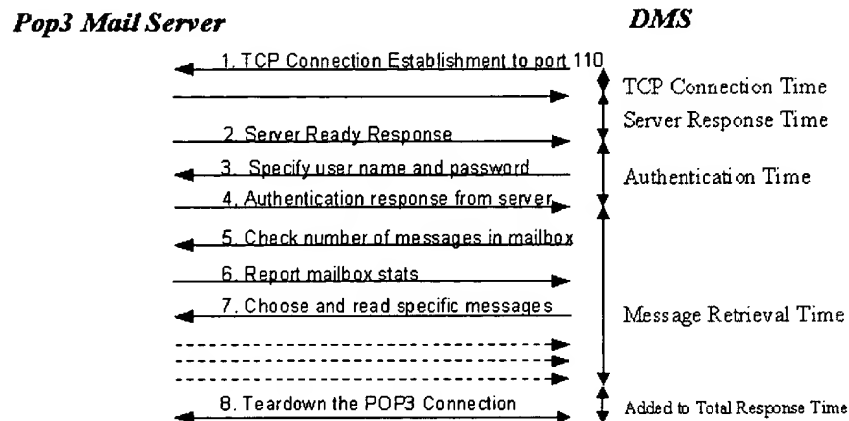 Pop3 Mail Server
DMS
1. TCP Connection Establishment to port 110
TCP Connection Time
Server Response Time
2. Server Ready Response
3. Specify user name and password
Authentication Time
4. Authentication response from server
5. Check number of messages in mailbox
6. Report mailbox stats
7. Choose and read specific messages
Message Retrieval Time
8. Teardown the POP3 Connection
Added to Total Response Time